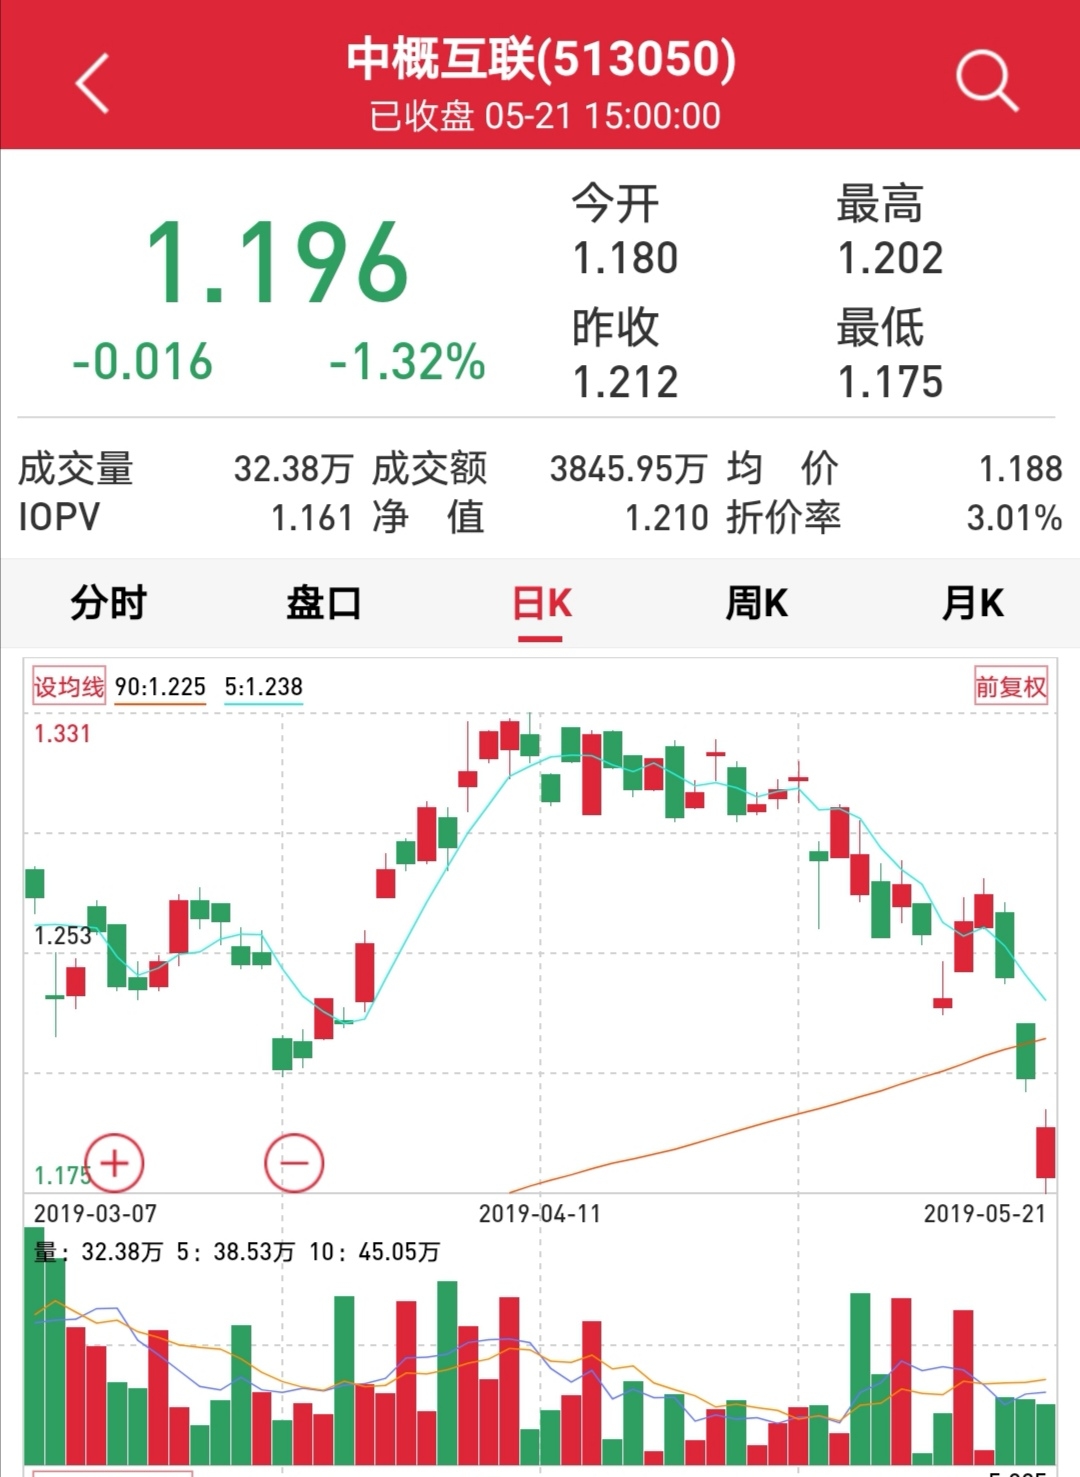 中概互联(513050)
已收盘 05-21 15:00:00
1.196
-0.016 -1.32%
今开 最高
1.180 1.202
昨收 最低
1.212 1.175
成交量 32.38万 成交额 3845.95万 均 价 1.188
IOPV 1.161 净 值 1.210 折价率 3.01%
分时 盘口 日K 周K 月K
设均线 90:1.225 5:1.238 前复权
1.331
1.253
1.175
+ −
2019-03-07 2019-04-11 2019-05-21
量: 32.38万 5: 38.53万 10: 45.05万